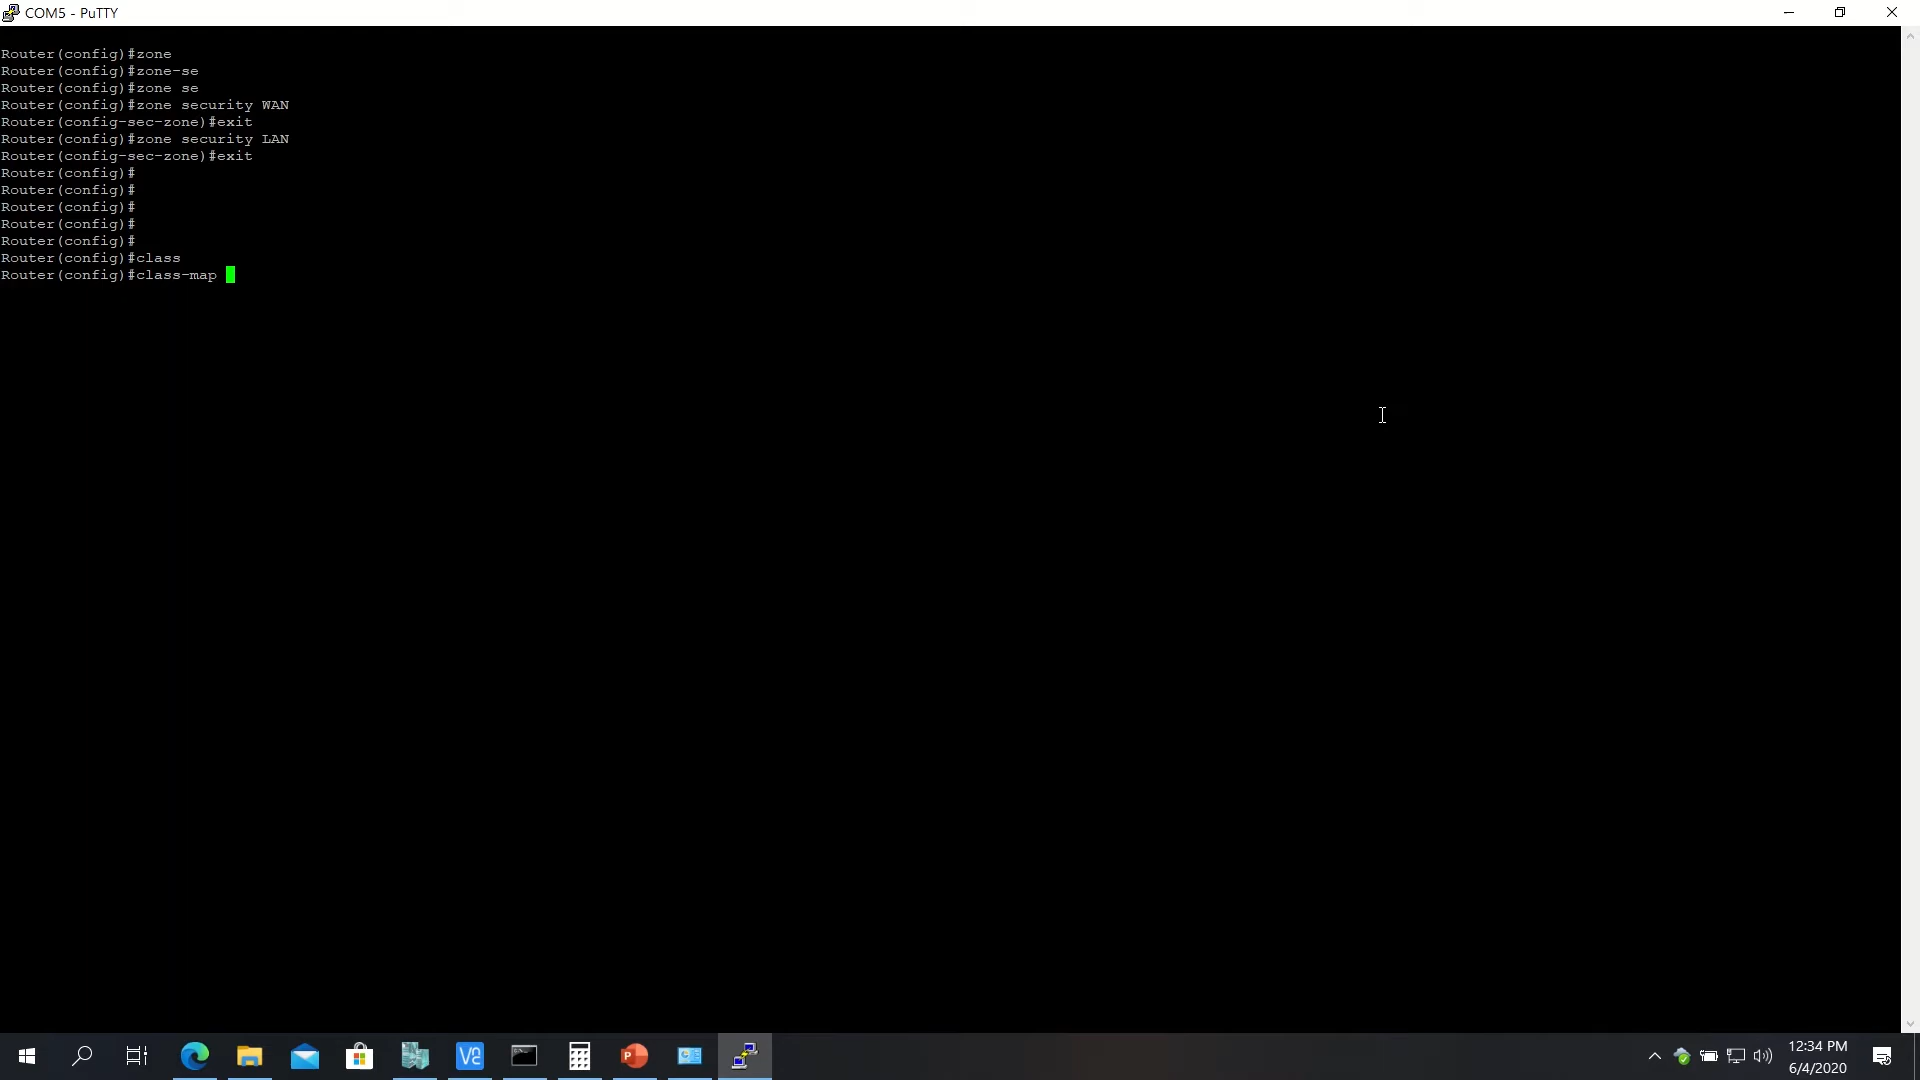 COM5 - PuTTY
Router(config)#zone
Router(config)#zone-se
Router(config)#zone se
Router(config)#zone security WAN
Router(config-sec-zone)#exit
Router(config)#zone security LAN
Router(config-sec-zone)#exit
Router(config)#
Router(config)#
Router(config)#
Router(config)#
Router(config)#
Router(config)#class
Router(config)#class-map
12:34 PM
6/4/2020